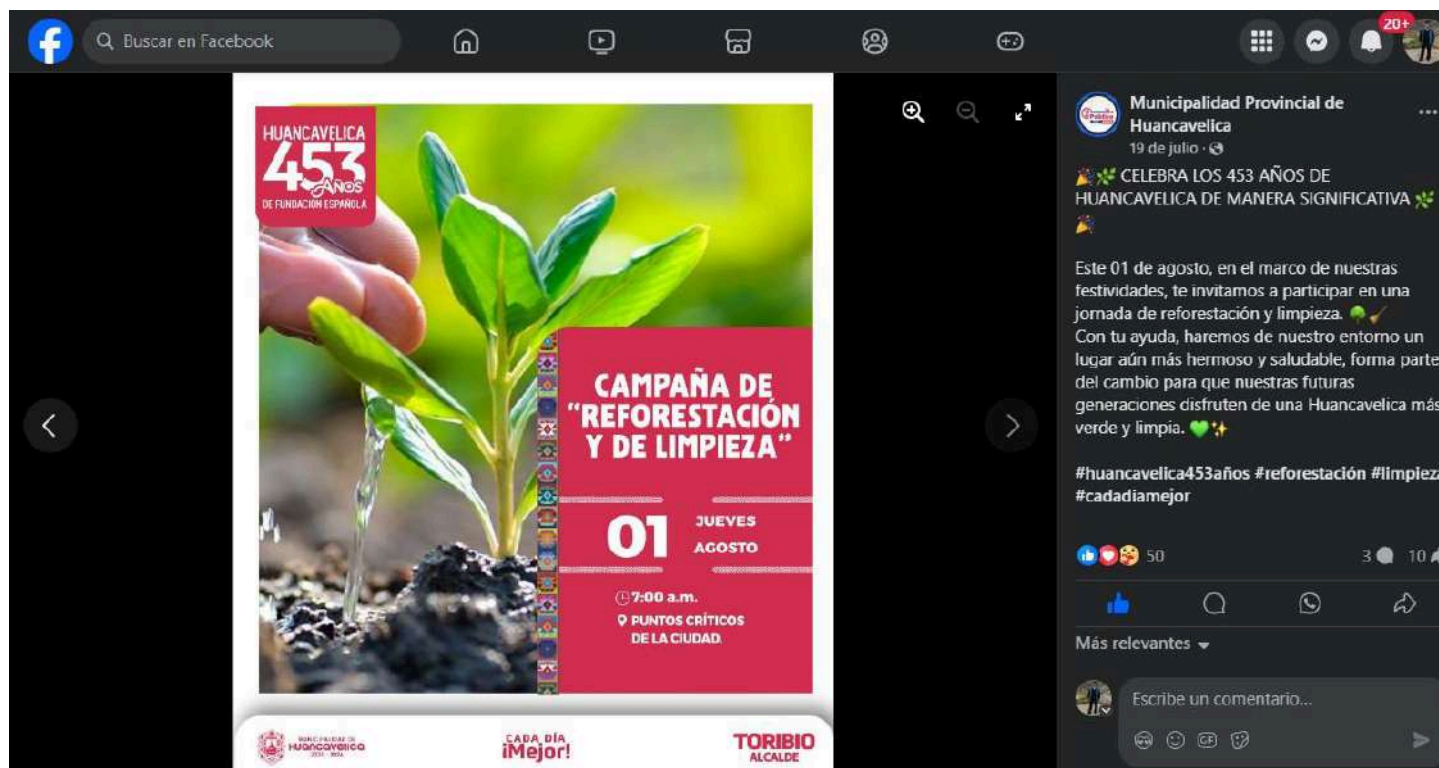 Buscar en Facebook
20+
HUANCAVELICA
453
AÑOS
DE FUNDACIÓN ESPAÑOLA
CAMPAÑA DE
"REFORESTACIÓN
Y DE LIMPIEZA"
01
JUEVES
AGOSTO
7:00 a.m.
PUNTOS CRÍTICOS
DE LA CIUDAD.
Huancavelica
CADA DÍA
¡Mejor!
TORIBIO
ALCALDE
Municipalidad Provincial de
Huancavelica
19 de julio ·
CELEBRA LOS 453 AÑOS DE
HUANCAVELICA DE MANERA SIGNIFICATIVA
Este 01 de agosto, en el marco de nuestras
festividades, te invitamos a participar en una
jornada de reforestación y limpieza.
Con tu ayuda, haremos de nuestro entorno un
lugar aún más hermoso y saludable, forma parte
del cambio para que nuestras futuras
generaciones disfruten de una Huancavelica más
verde y limpia.
#huancavelica453años #reforestación #limpieza
#cadadiamejor
50
3
10
Más relevantes
Escribe un comentario...
GIF